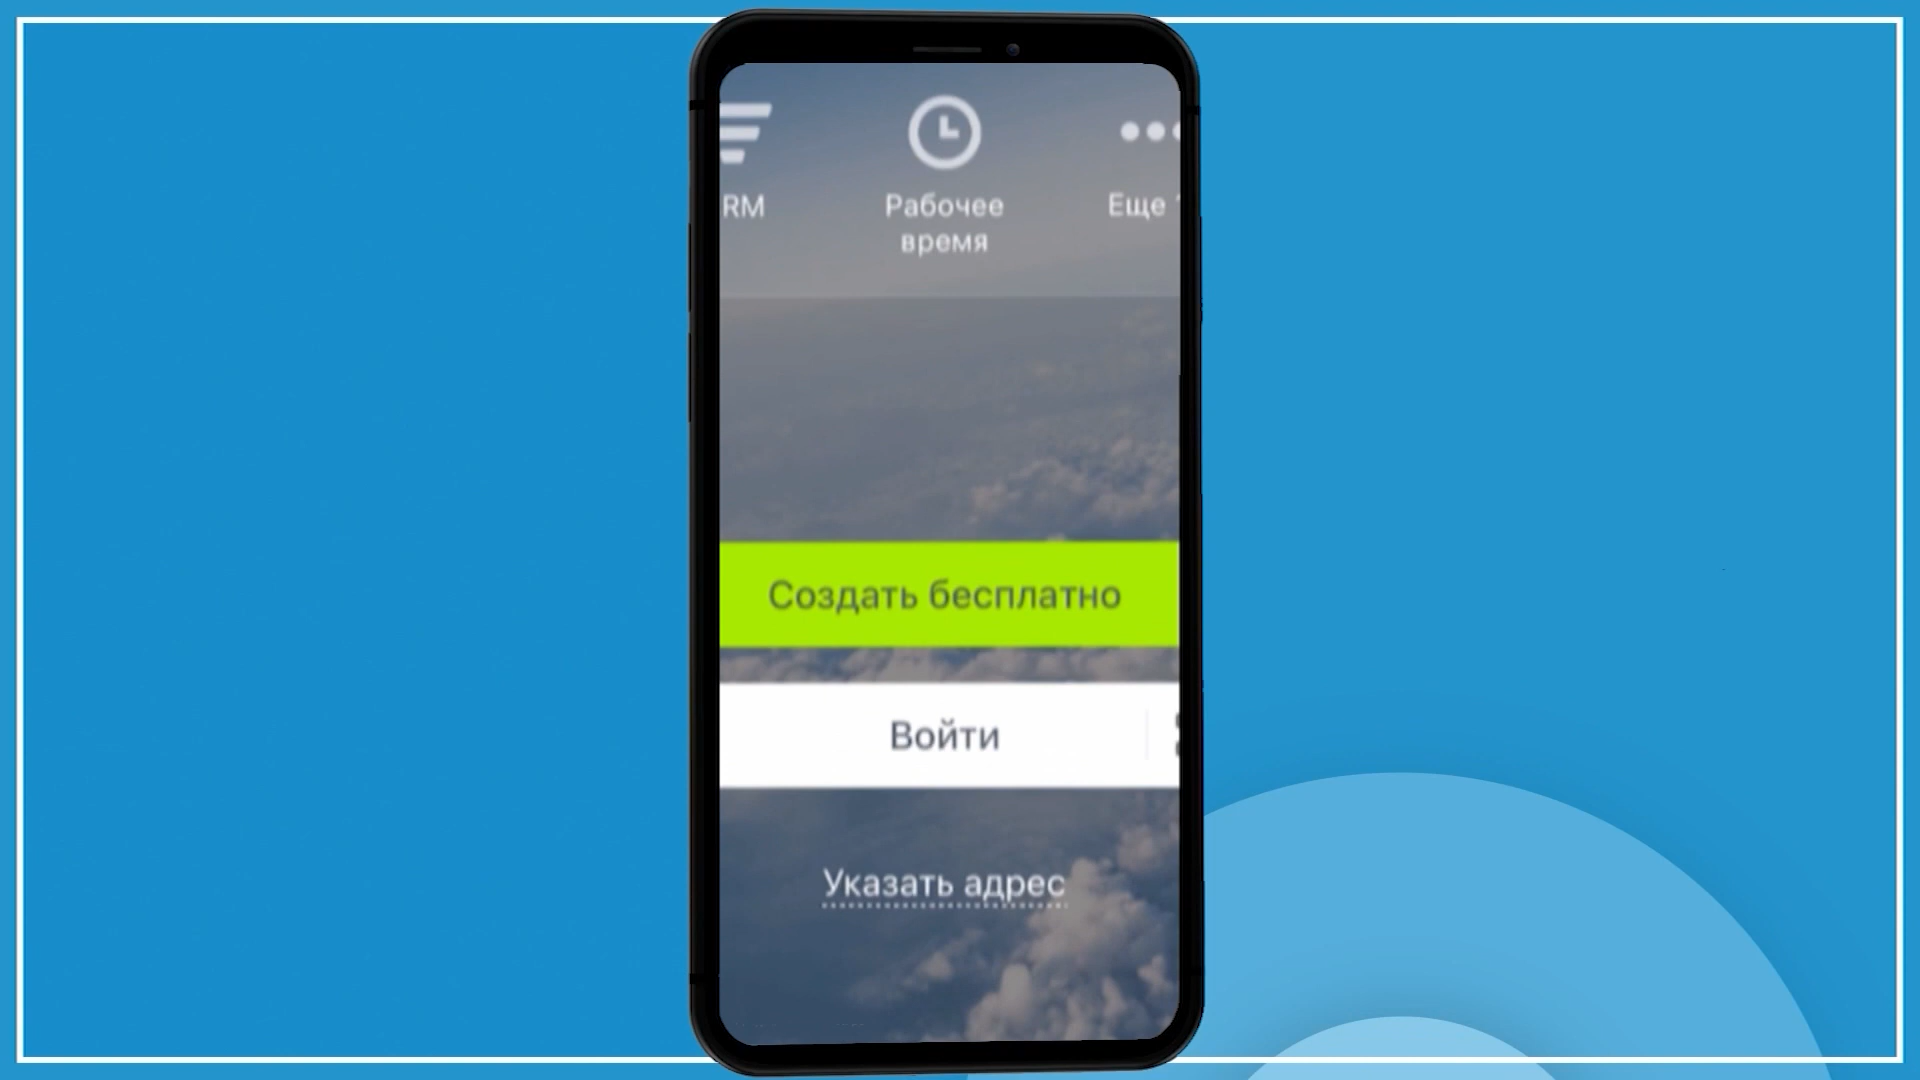 RM
Рабочее
время
Еще
Создать бесплатно
Войти
Указать адрес